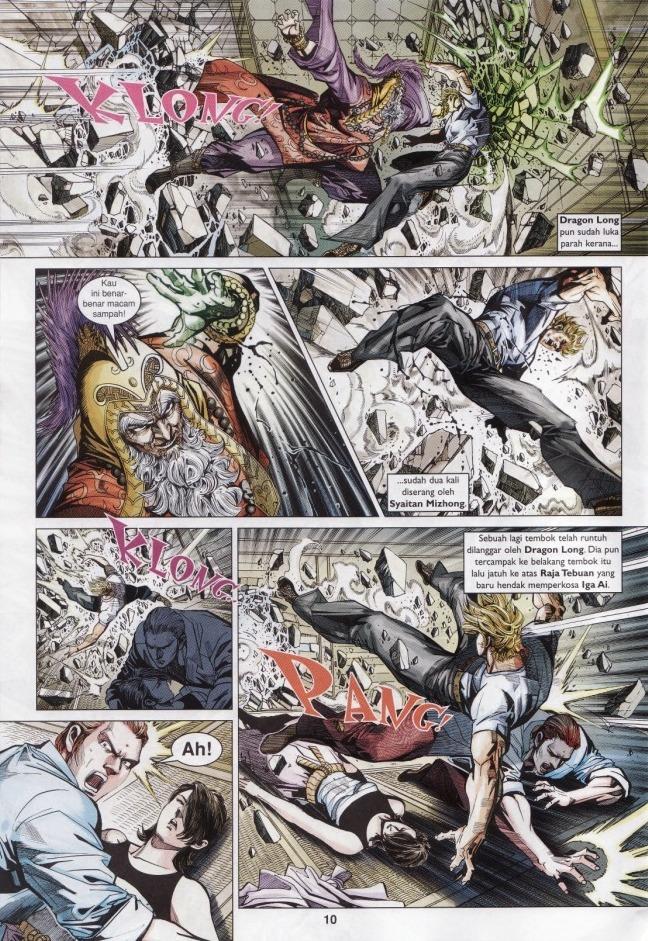 KLONG!
Dragon Long
pun sudah luka
parah kerana...
Kau
ini benar-
benar macam
sampah!
...sudah dua kali
diserang oleh
Syaitan Mizhong.
KLONG!
Sebuah lagi tembok telah runtuh
dilanggar oleh Dragon Long. Dia pun
tercampak ke belakang tembok itu
lalu jatuh ke atas Raja Tebuan yang
baru hendak memperkosa Iga Ai.
PANG!
Ah!
10